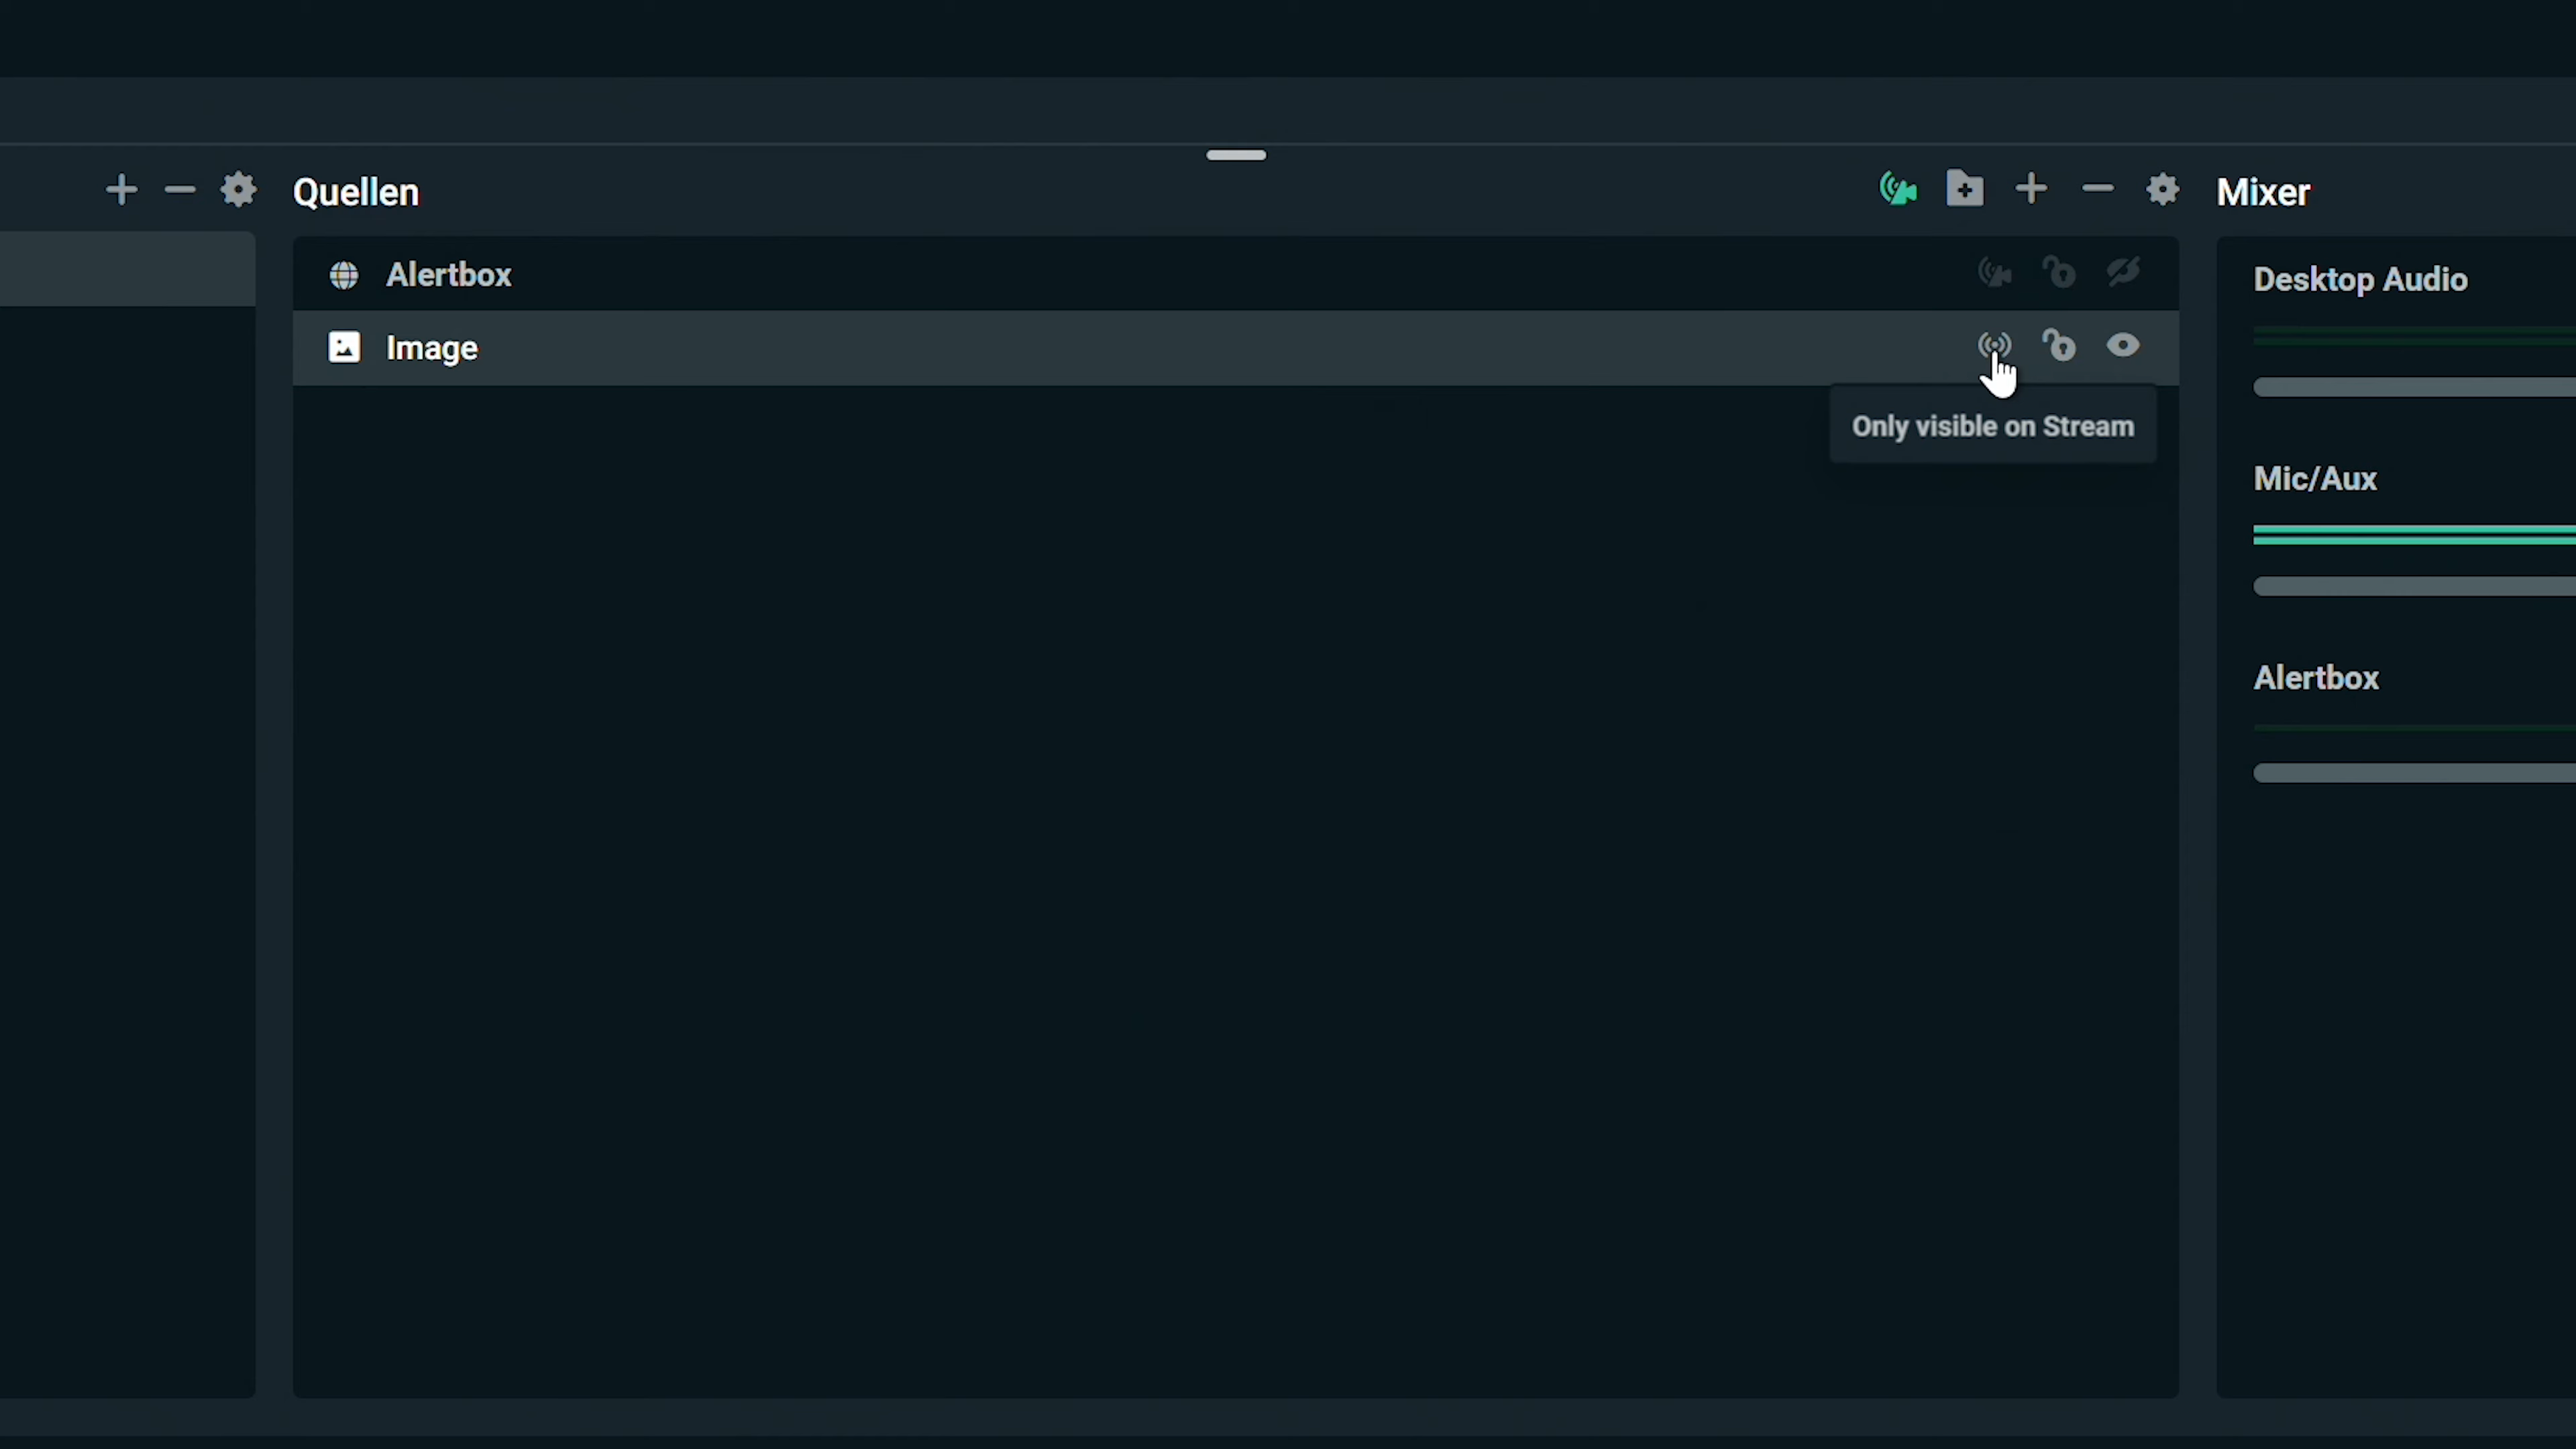 Quellen
Alertbox
Image
Only visible on Stream
Mixer
Desktop Audio
Mic/Aux
Alertbox